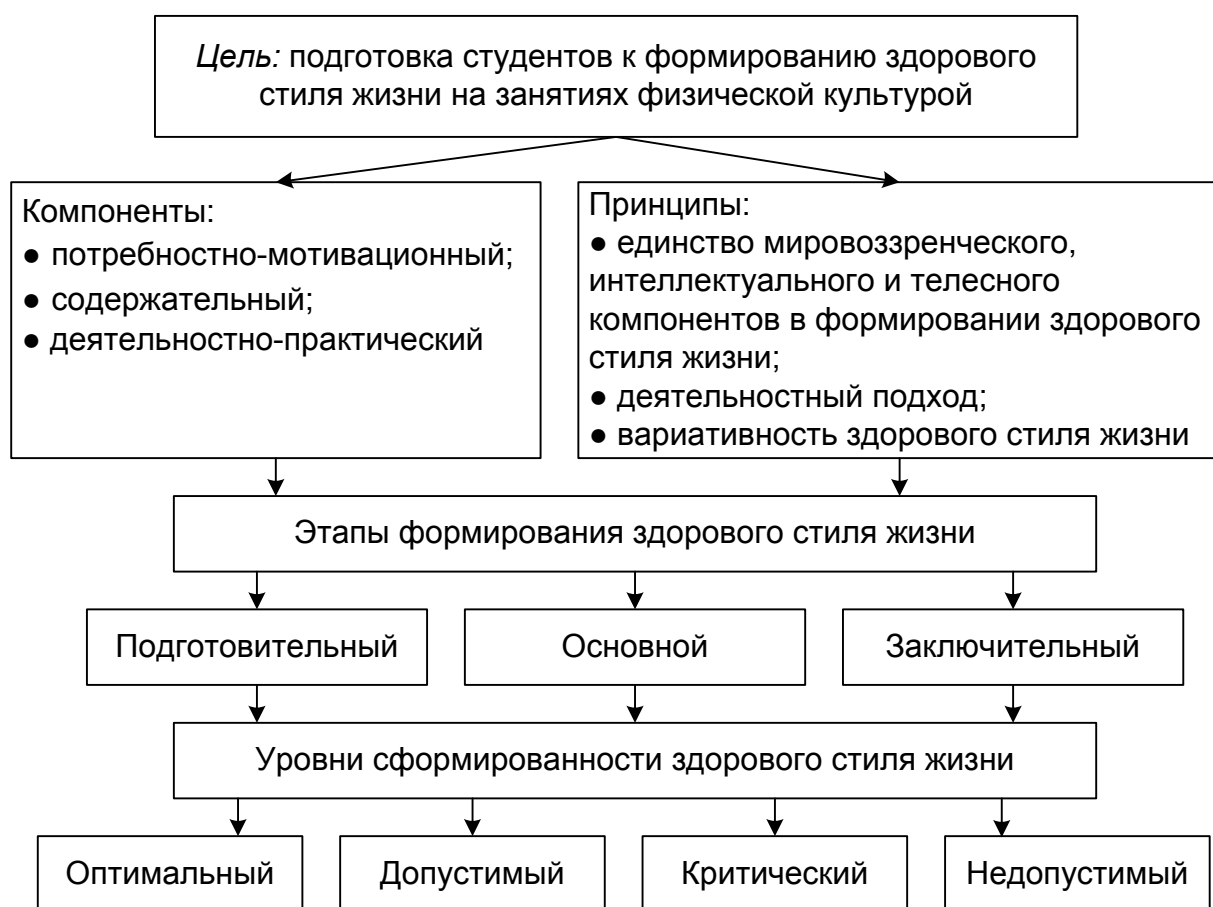 Цель: подготовка студентов к формированию здорового
стиля жизни на занятиях физической культурой
Компоненты:
● потребностно-мотивационный;
● содержательный;
● деятельностно-практический
Принципы:
● единство мировоззренческого,
интеллектуального и телесного
компонентов в формировании здорового
стиля жизни;
● деятельностный подход;
● вариативность здорового стиля жизни
Этапы формирования здорового стиля жизни
Подготовительный
Основной
Заключительный
Уровни сформированности здорового стиля жизни
Оптимальный
Допустимый
Критический
Недопустимый